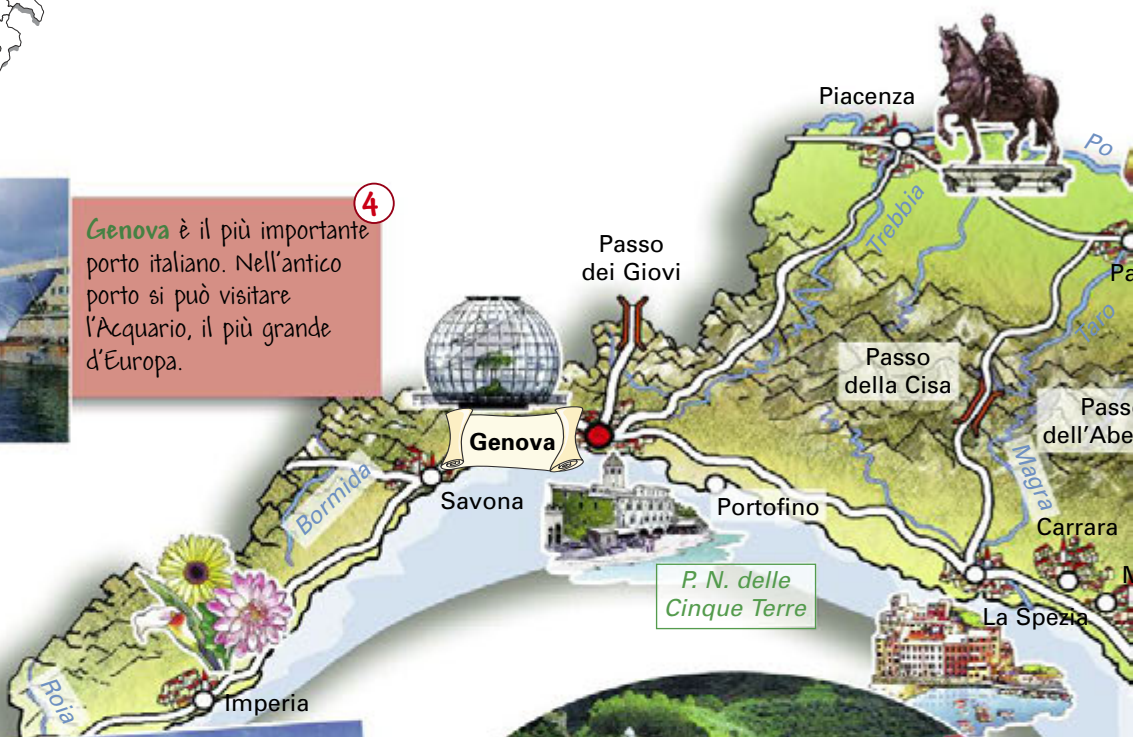 Piacenza
Po
Trebbia
4
Genova è il più importante
porto italiano. Nell'antico
porto si può visitare
l'Acquario, il più grande
d'Europa.
Passo
dei Giovi
Taro
Passo
della Cisa
Genova
Magra
Bormida
Savona
Portofino
Carrara
P. N. delle
Cinque Terre
La Spezia
Roia
Imperia